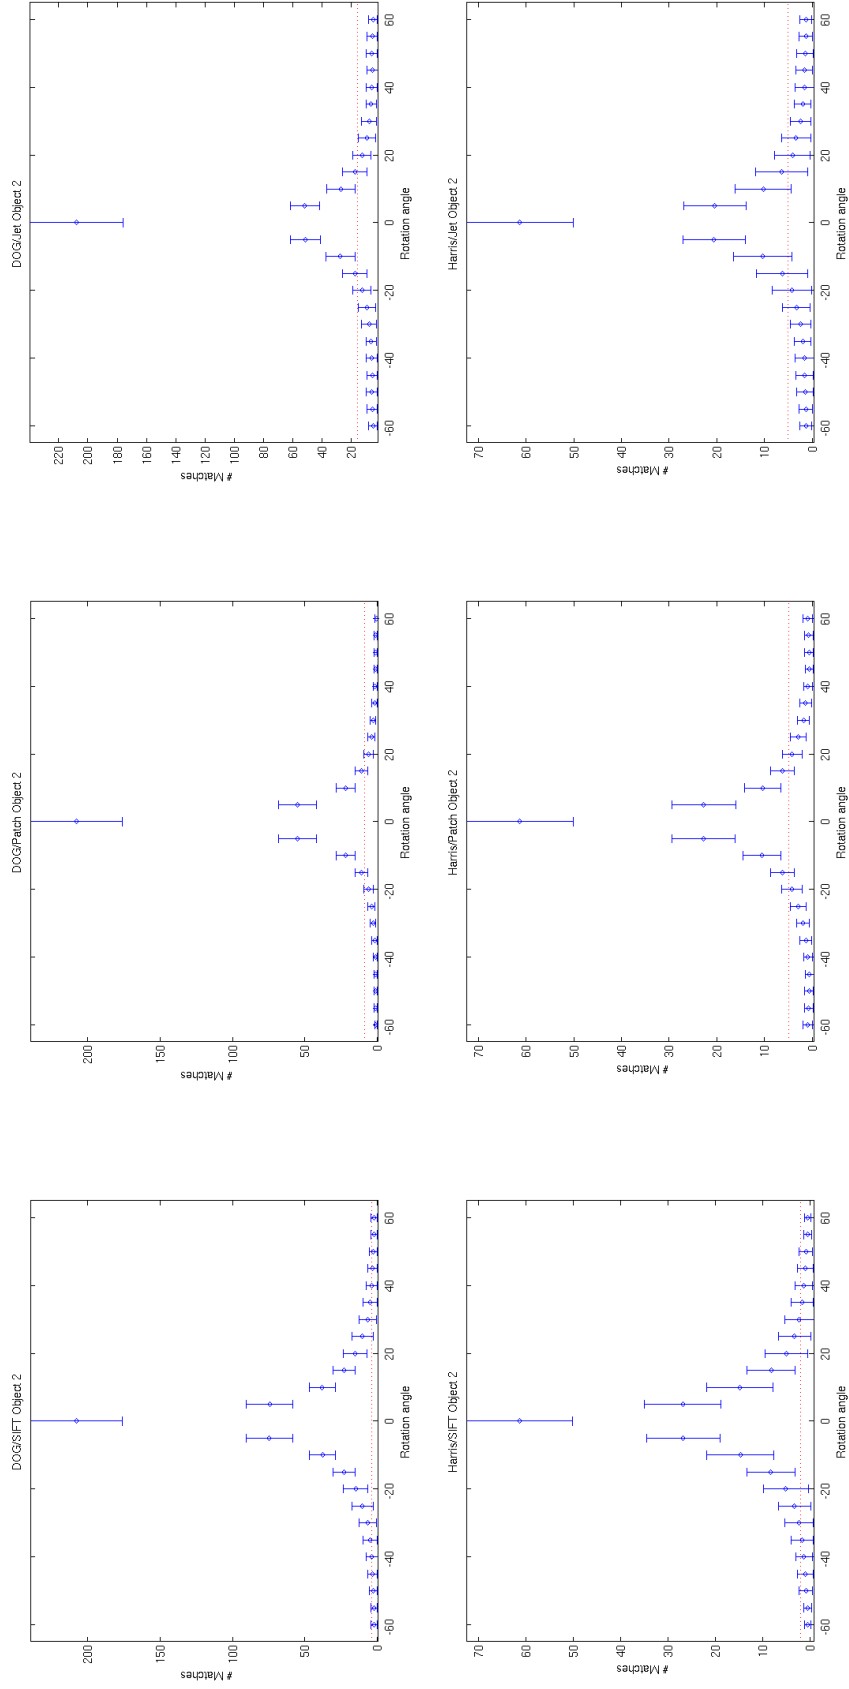 DOG/SIFT Object 2
200
150
100
50
0
# Matches
-60 -40 -20 0 20 40 60
Rotation angle
DOG/Patch Object 2
200
150
100
50
0
# Matches
-60 -40 -20 0 20 40 60
Rotation angle
DOG/Jet Object 2
220
200
180
160
140
120
100
80
60
40
20
# Matches
-60 -40 -20 0 20 40 60
Rotation angle
Harris/SIFT Object 2
70
60
50
40
30
20
10
0
# Matches
-60 -40 -20 0 20 40 60
Rotation angle
Harris/Patch Object 2
70
60
50
40
30
20
10
0
# Matches
-60 -40 -20 0 20 40 60
Rotation angle
Harris/Jet Object 2
70
60
50
40
30
20
10
0
# Matches
-60 -40 -20 0 20 40 60
Rotation angle